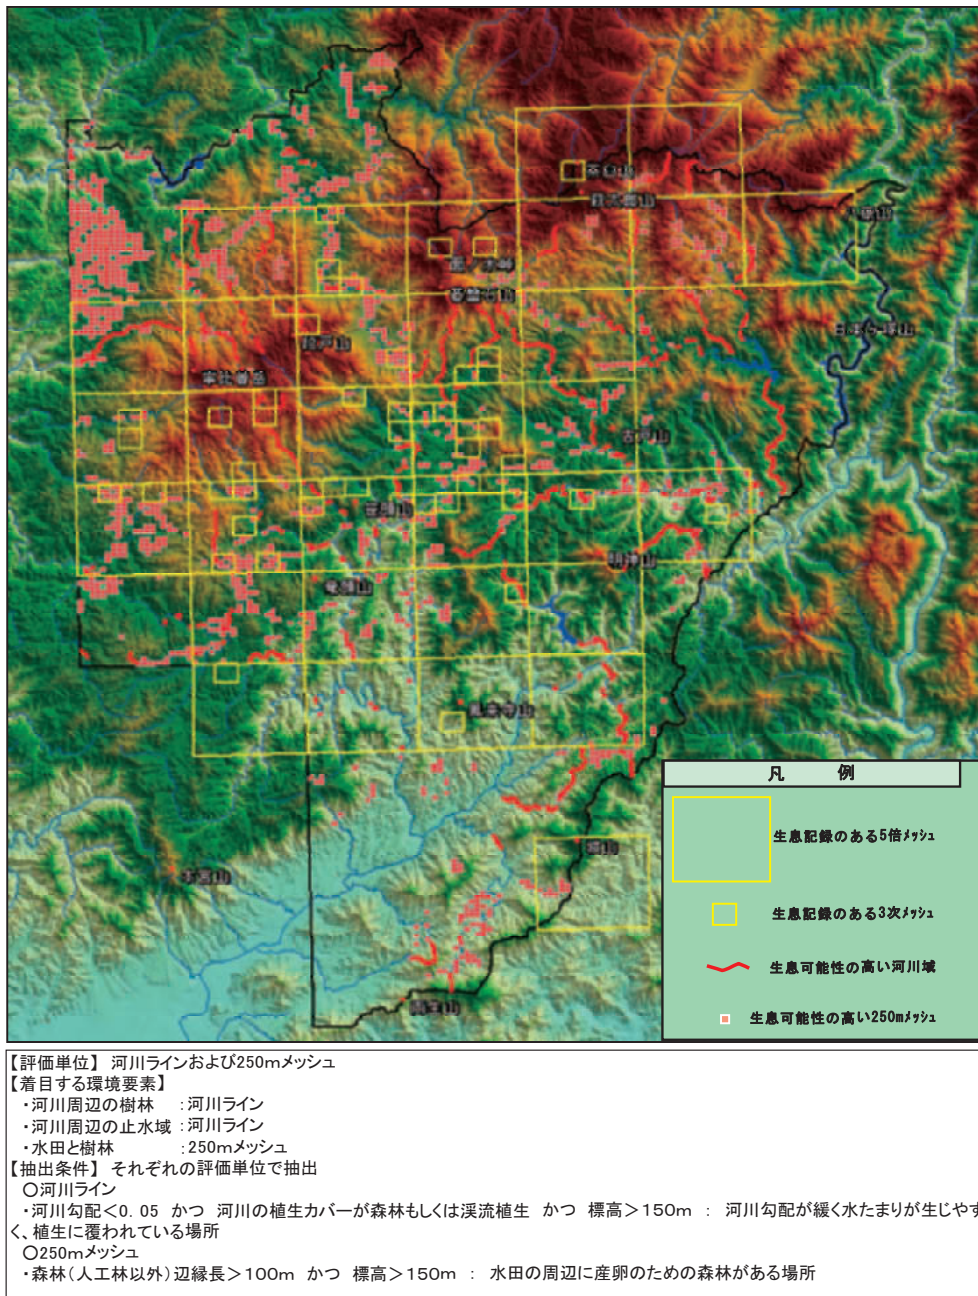 鳳来寺山
本宮山
明神山
凡 例
生息記録のある5倍メッシュ
生息記録のある3次メッシュ
生息可能性の高い河川域
生息可能性の高い250mメッシュ
【評価単位】 河川ラインおよび250mメッシュ
【着目する環境要素】
・河川周辺の樹林 :河川ライン
・河川周辺の止水域 :河川ライン
・水田と樹林 :250mメッシュ
【抽出条件】 それぞれの評価単位で抽出
○河川ライン
・河川勾配<0.05 かつ 河川の植生カバーが森林もしくは渓流植生 かつ 標高>150m : 河川勾配が緩く水たまりが生じやす
く、植生に覆われている場所
○250mメッシュ
・森林(人工林以外)辺縁長>100m かつ 標高>150m : 水田の周辺に産卵のための森林がある場所